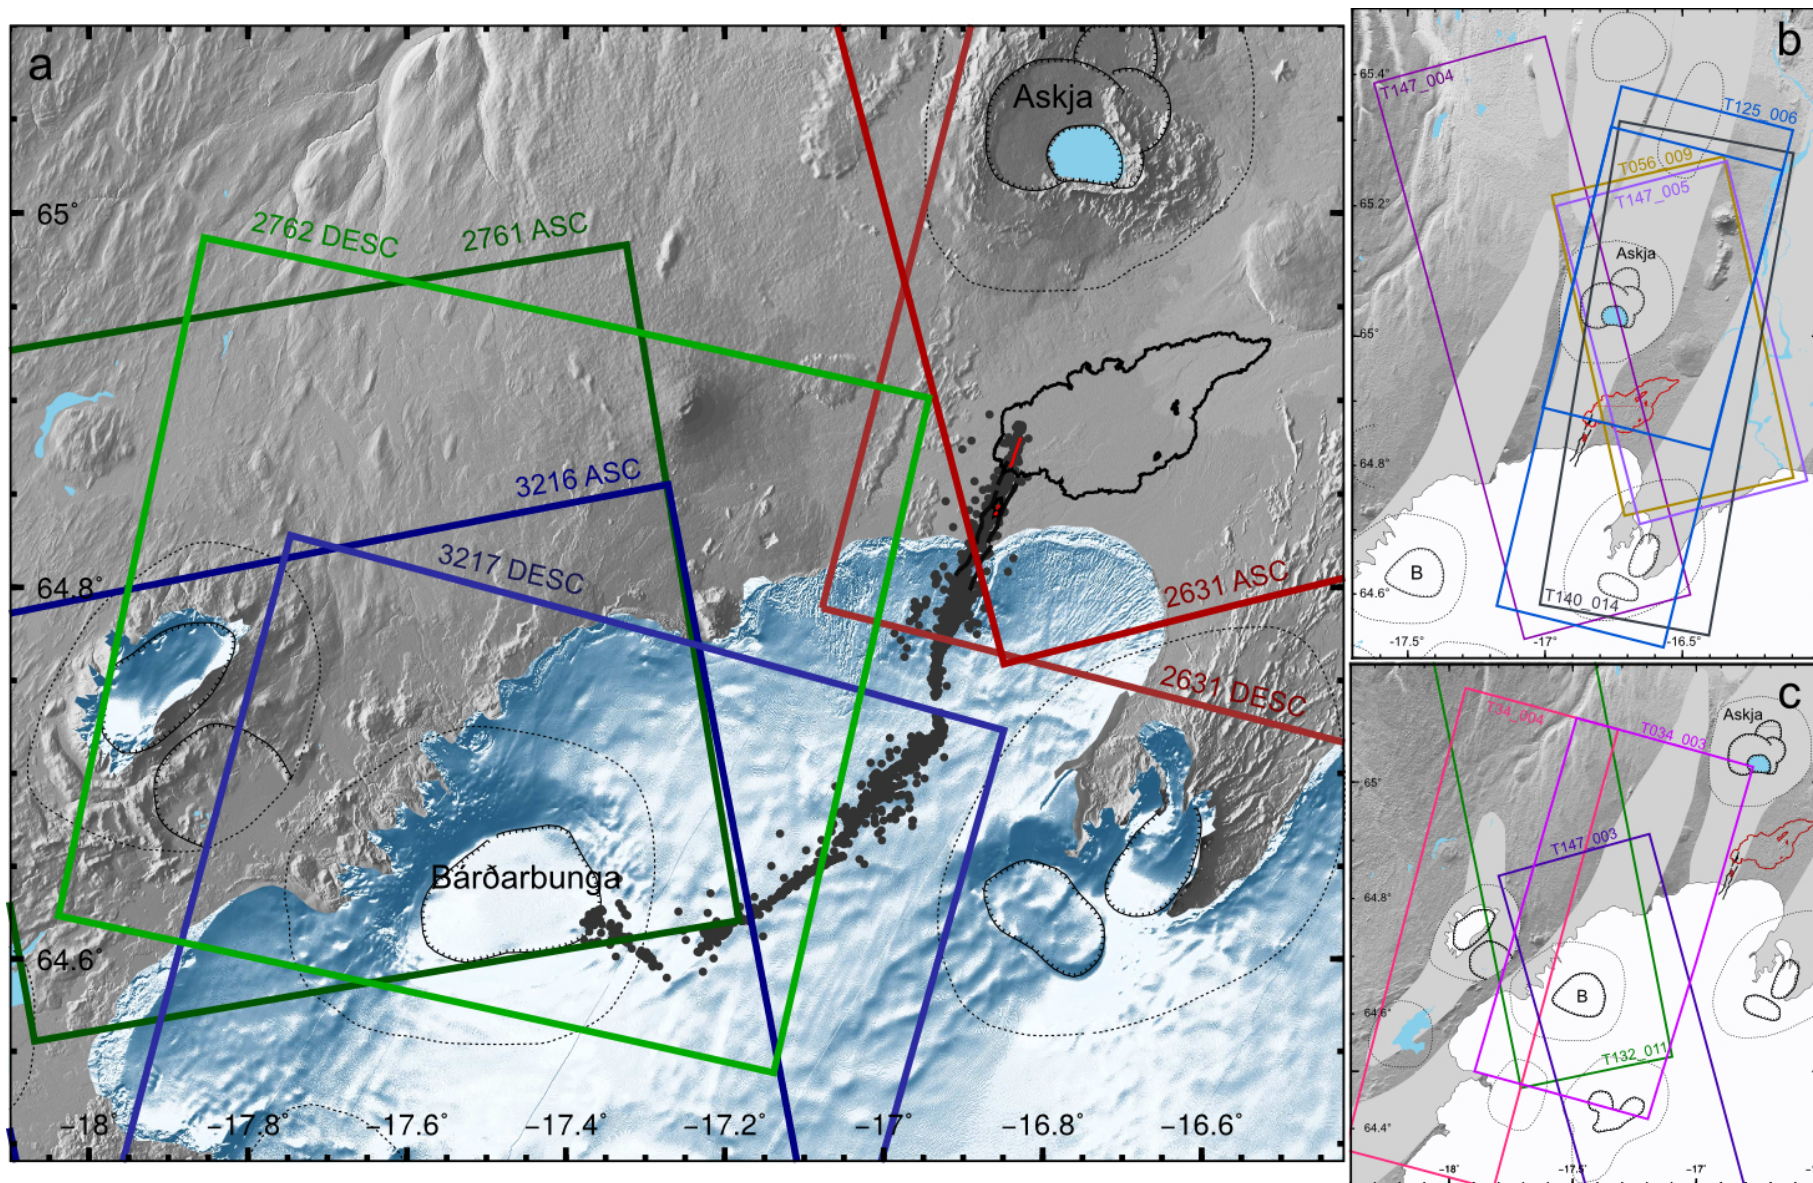 a
Askja
65°
2762 DESC
2761 ASC
3216 ASC
3217 DESC
64.8°
2631 ASC
2631 DESC
Bárðarbunga
64.6°
−18°
−17.8°
−17.6°
−17.4°
−17.2°
−17°
−16.8°
−16.6°
b
65.4°
T147_004
T125_006
T056_009
T147_005
65.2°
Askja
65°
64.8°
B
64.6°
T140_014
−17.5°
−17°
−16.5°
c
T34_004
T034_003
Askja
65°
T147_003
64.8°
B
64.6°
T132_011
64.4°
−18°
−17.5°
−17°